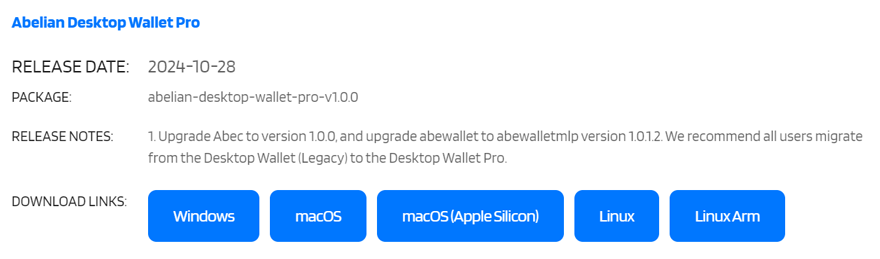 Abelian Desktop Wallet Pro
RELEASE DATE: 2024-10-28
PACKAGE: abelian-desktop-wallet-pro-v1.0.0
RELEASE NOTES: 1. Upgrade Abec to version 1.0.0, and upgrade abewallet to abewalletmlp version 1.0.1.2. We recommend all users migrate
from the Desktop Wallet (Legacy) to the Desktop Wallet Pro.
DOWNLOAD LINKS: Windows macOS macOS (Apple Silicon) Linux Linux Arm